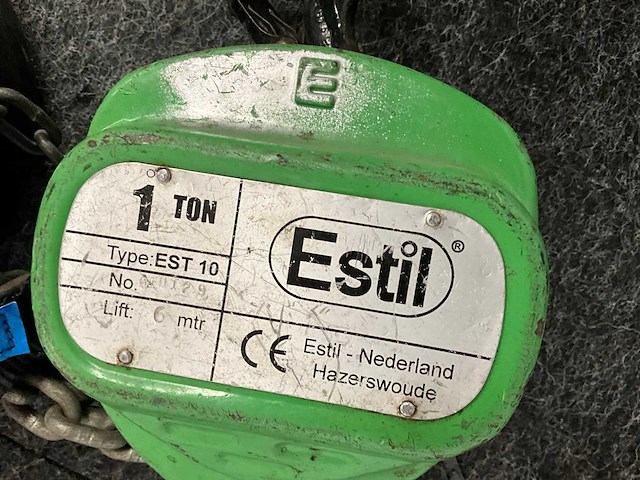 1 TON
Type: EST 10
No.
Lift: 6 mtr
Estil®
CE Estil - Nederland
Hazerswoude